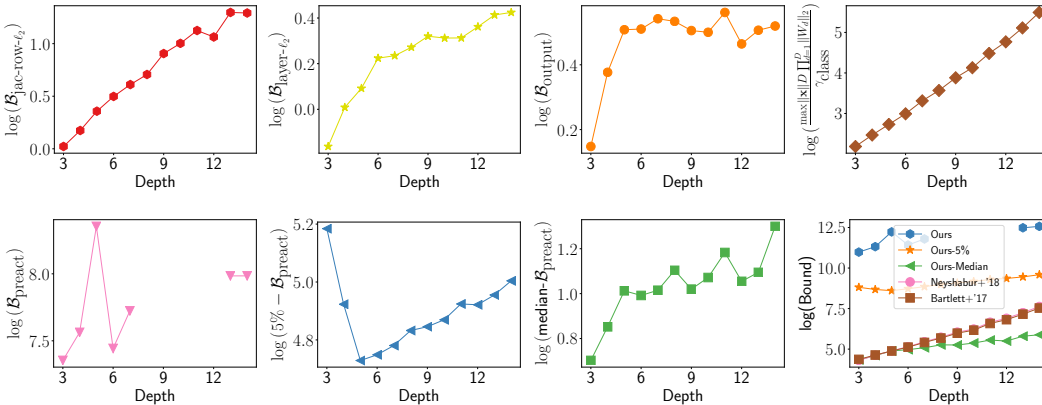 log (𝓑jac-row-ℓ₂)
1.0
0.5
0.0
3 6 9 12
Depth
log (𝓑layer-ℓ₂)
0.4
0.2
0.0
3 6 9 12
Depth
log (𝓑output)
0.4
0.2
3 6 9 12
Depth
log (max||x||D ∏_{d=1}^{D} ||W_d||₂ / γclass)
5
4
3
3 6 9 12
Depth
log (𝓑preact)
8.0
7.5
3 6 9 12
Depth
log (5% − 𝓑preact)
5.2
5.0
4.8
3 6 9 12
Depth
log (median-𝓑preact)
1.2
1.0
0.8
3 6 9 12
Depth
log(Bound)
12.5
10.0
7.5
5.0
3 6 9 12
Depth
Ours
Ours-5%
Ours-Median
Neyshabur+'18
Bartlett+'17